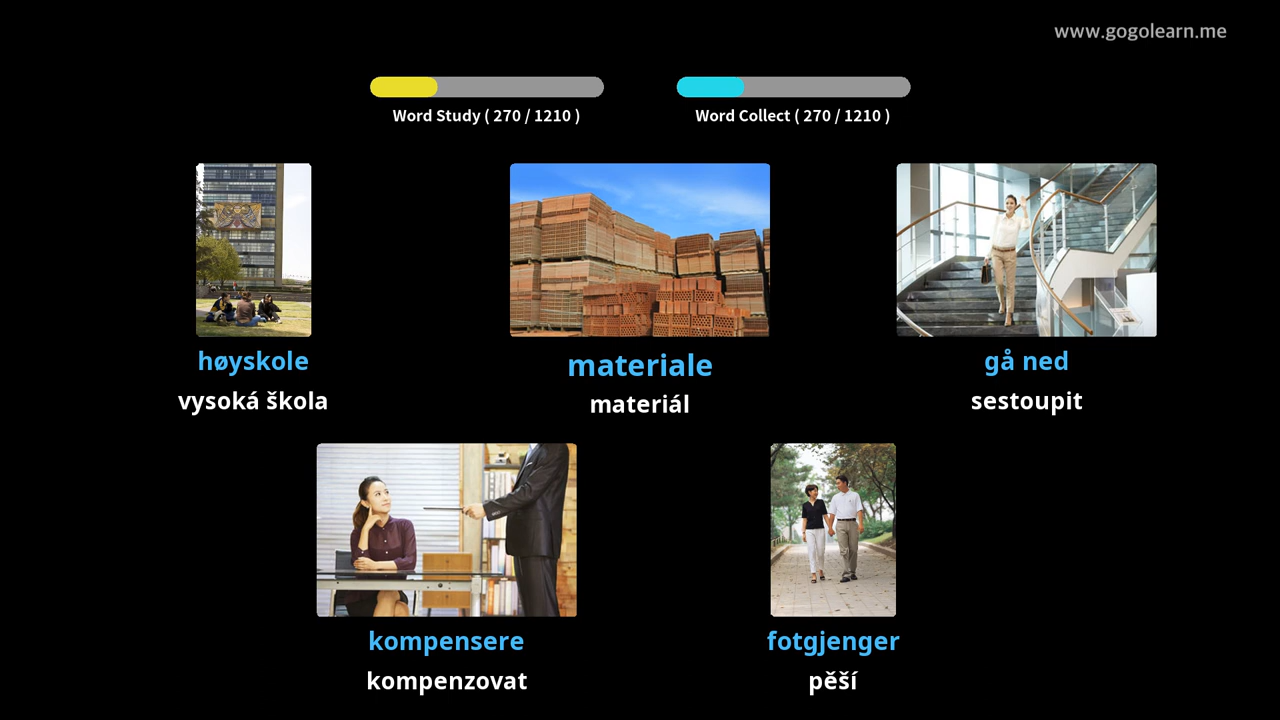 www.gogolearn.me
Word Study ( 270 / 1210 )
Word Collect ( 270 / 1210 )
høyskole
vysoká škola
materiale
materiál
gå ned
sestoupit
kompensere
kompenzovat
fotgjenger
pěší